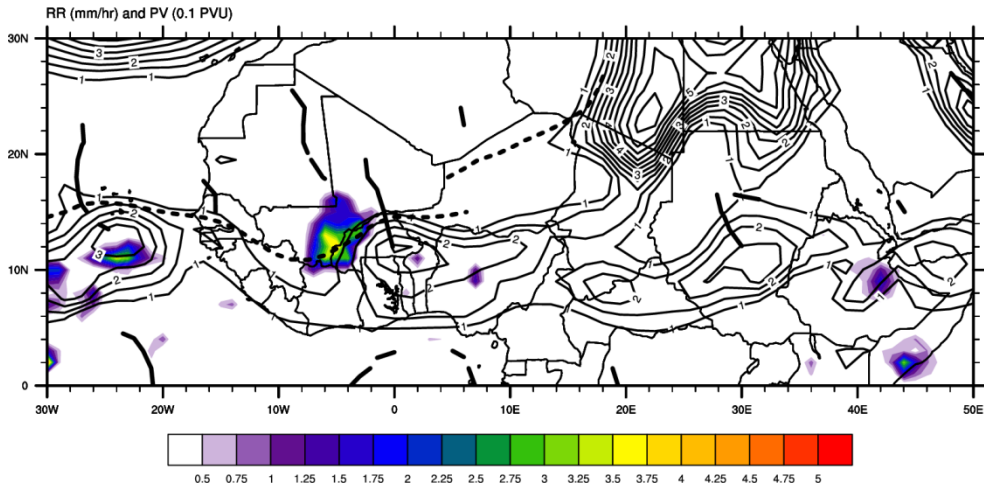 RR (mm/hr) and PV (0.1 PVU)
30N
20N
10N
0
30W 20W 10W 0 10E 20E 30E 40E 50E
0.5 0.75 1 1.25 1.5 1.75 2 2.25 2.5 2.75 3 3.25 3.5 3.75 4 4.25 4.5 4.75 5